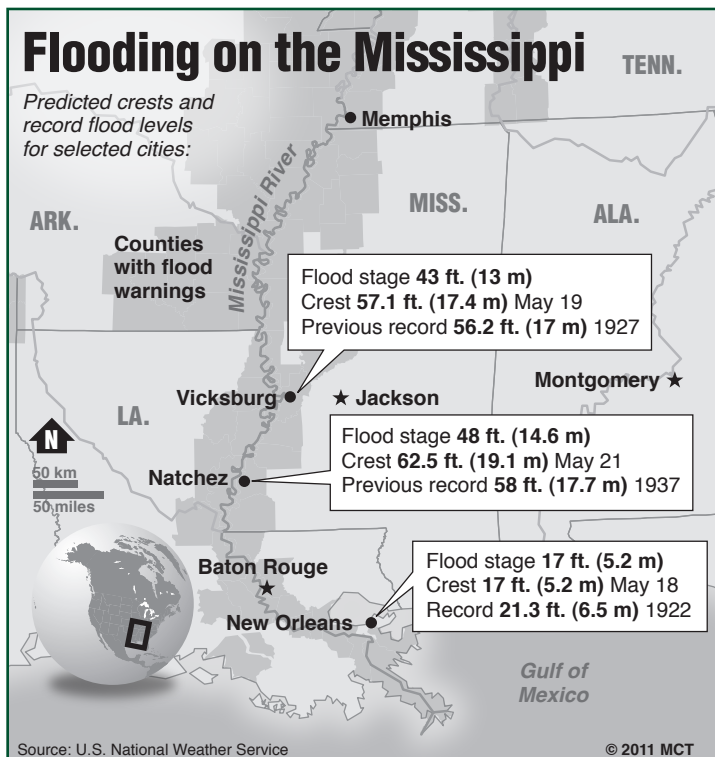 Flooding on the Mississippi
Predicted crests and
record flood levels
for selected cities:
TENN.
Memphis
Mississippi River
MISS.
ALA.
ARK.
Counties
with flood
warnings
Flood stage 43 ft. (13 m)
Crest 57.1 ft. (17.4 m) May 19
Previous record 56.2 ft. (17 m) 1927
Montgomery
Vicksburg
Jackson
LA.
Flood stage 48 ft. (14.6 m)
Crest 62.5 ft. (19.1 m) May 21
Previous record 58 ft. (17.7 m) 1937
N
50 km
50 miles
Natchez
Baton Rouge
Flood stage 17 ft. (5.2 m)
Crest 17 ft. (5.2 m) May 18
Record 21.3 ft. (6.5 m) 1922
New Orleans
Gulf of
Mexico
Source: U.S. National Weather Service
© 2011 MCT